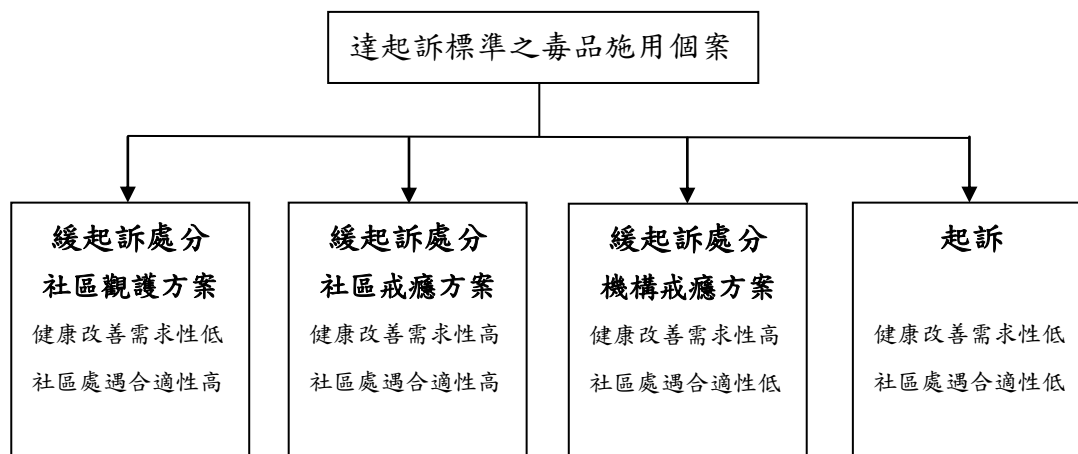 達起訴標準之毒品施用個案
緩起訴處分
社區觀護方案
健康改善需求性低
社區處遇合適性高
緩起訴處分
社區戒癮方案
健康改善需求性高
社區處遇合適性高
緩起訴處分
機構戒癮方案
健康改善需求性高
社區處遇合適性低
起訴
健康改善需求性低
社區處遇合適性低